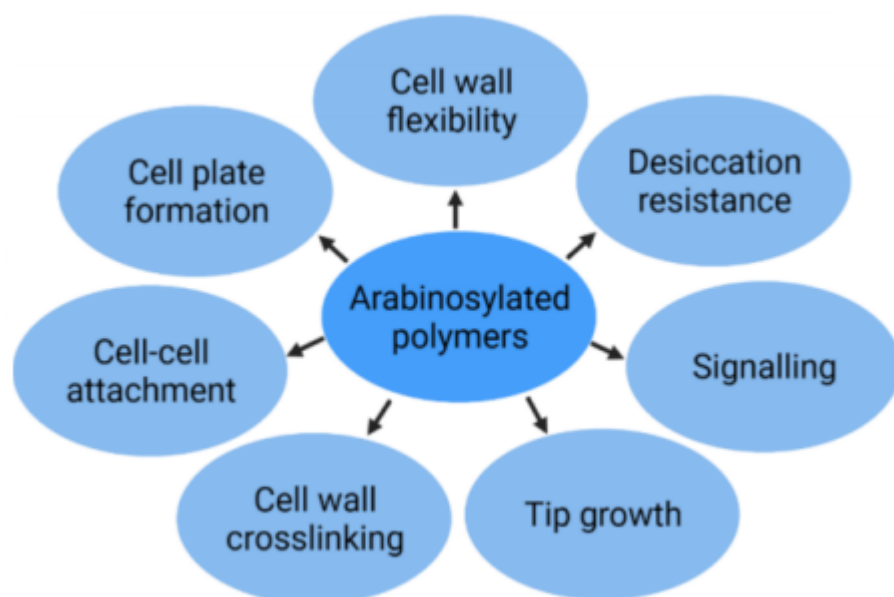 Cell wall
flexibility
Desiccation
resistance
Signalling
Tip growth
Cell wall
crosslinking
Cell-cell
attachment
Cell plate
formation
Arabinosylated
polymers